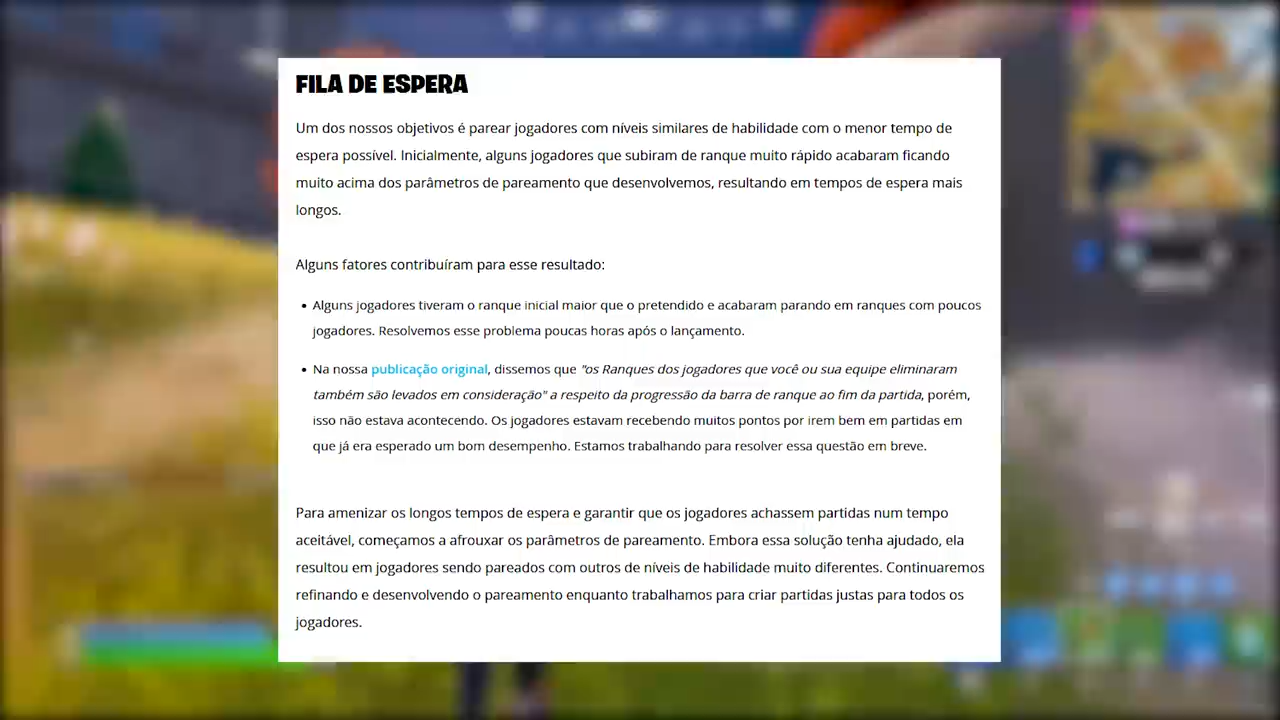 FILA DE ESPERA
Um dos nossos objetivos é parear jogadores com níveis similares de habilidade com o menor tempo de
espera possível. Inicialmente, alguns jogadores que subiram de ranque muito rápido acabaram ficando
muito acima dos parâmetros de pareamento que desenvolvemos, resultando em tempos de espera mais
longos.
Alguns fatores contribuíram para esse resultado:
• Alguns jogadores tiveram o ranque inicial maior que o pretendido e acabaram parando em ranques com poucos
jogadores. Resolvemos esse problema poucas horas após o lançamento.
• Na nossa publicação original, dissemos que "os Ranques dos jogadores que você ou sua equipe eliminaram
também são levados em consideração" a respeito da progressão da barra de ranque ao fim da partida, porém,
isso não estava acontecendo. Os jogadores estavam recebendo muitos pontos por irem bem em partidas em
que já era esperado um bom desempenho. Estamos trabalhando para resolver essa questão em breve.
Para amenizar os longos tempos de espera e garantir que os jogadores achassem partidas num tempo
aceitável, começamos a afrouxar os parâmetros de pareamento. Embora essa solução tenha ajudado, ela
resultou em jogadores sendo pareados com outros de níveis de habilidade muito diferentes. Continuaremos
refinando e desenvolvendo o pareamento enquanto trabalhamos para criar partidas justas para todos os
jogadores.